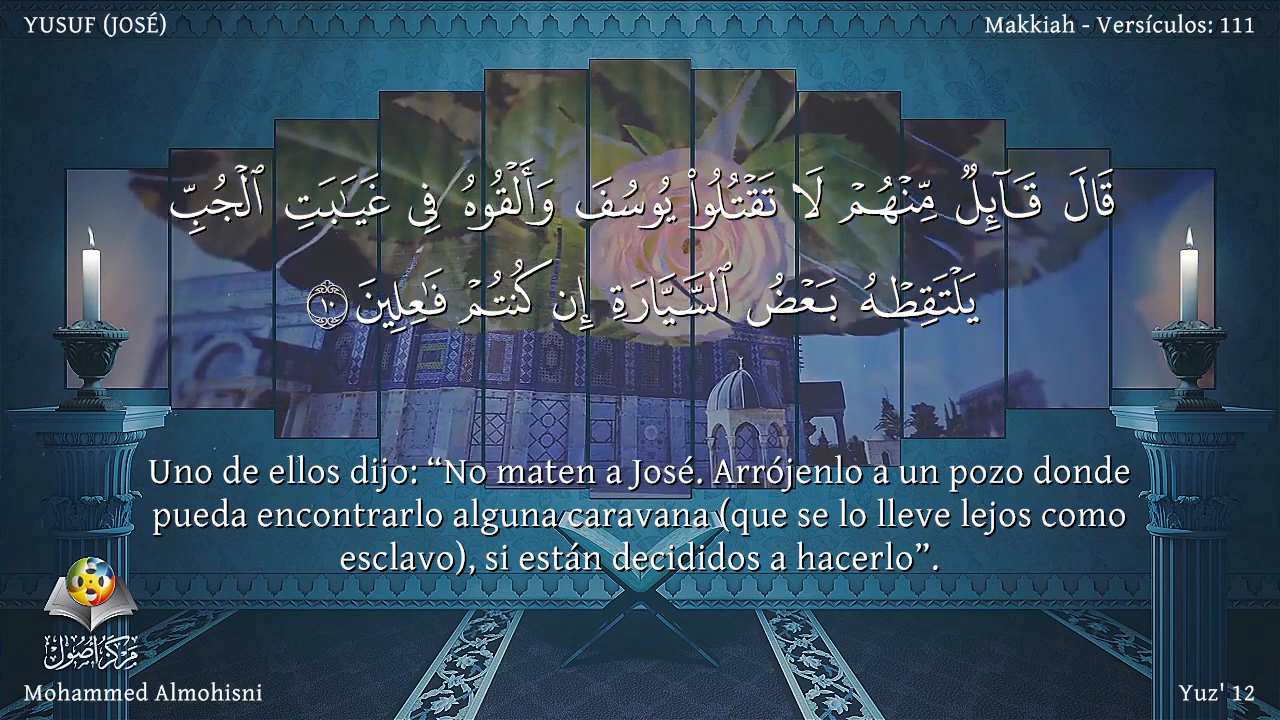 YUSUF (JOSÉ)
Makkiah - Versículos: 111
قَالَ قَآئِلٌ مِّنْهُمْ لَا تَقْتُلُوا۟ يُوسُفَ وَأَلْقُوهُ فِى غَيَـٰبَتِ ٱلْجُبِّ
يَلْتَقِطْهُ بَعْضُ ٱلسَّيَّارَةِ إِن كُنتُمْ فَـٰعِلِينَ ١٠
Uno de ellos dijo: “No maten a José. Arrójenlo a un pozo donde
pueda encontrarlo alguna caravana (que se lo lleve lejos como
esclavo), si están decididos a hacerlo”.
مركز أصول
Mohammed Almohisni
Yuz' 12